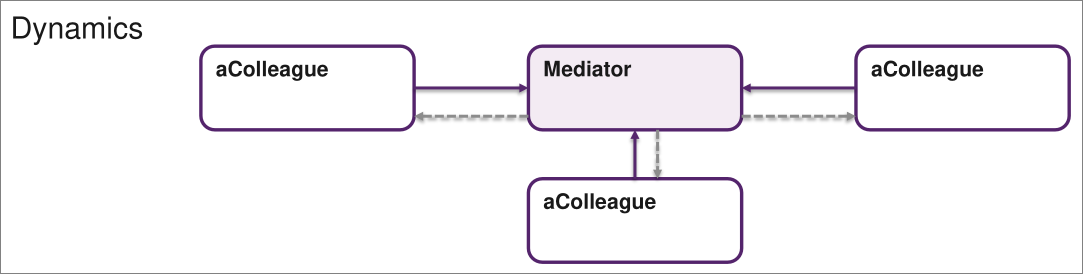 Dynamics
aColleague
Mediator
aColleague
aColleague